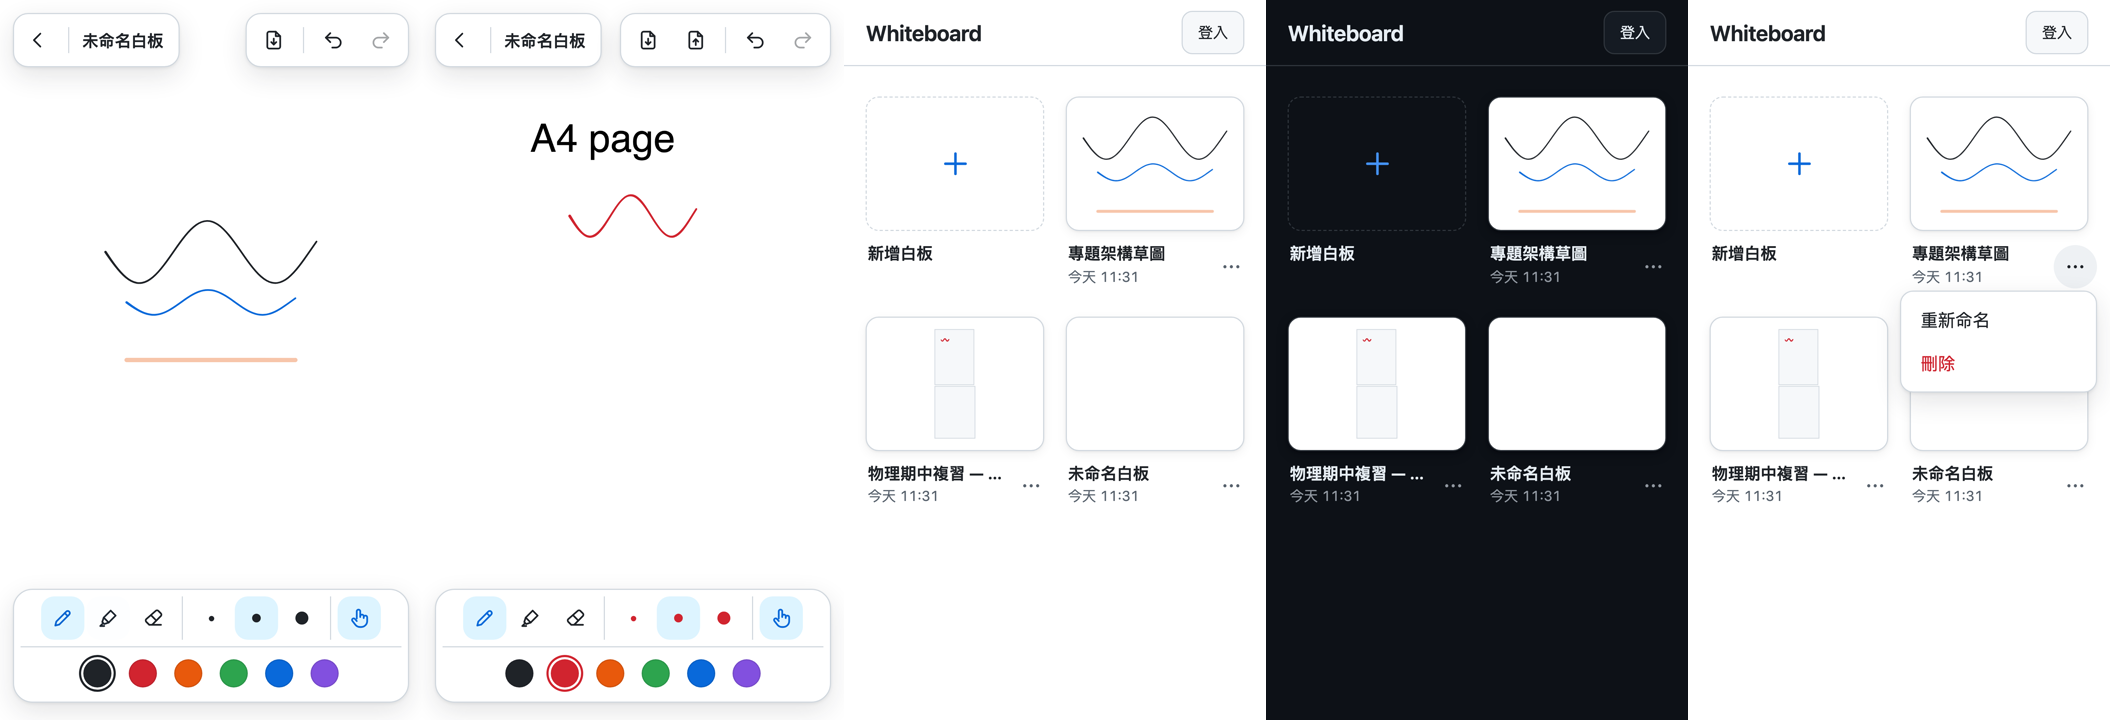 未命名白板
未命名白板
A4 page
Whiteboard
登入
新增白板
專題架構草圖
今天 11:31
物理期中複習 — ...
今天 11:31
未命名白板
今天 11:31
Whiteboard
登入
新增白板
專題架構草圖
今天 11:31
物理期中複習 — ...
今天 11:31
未命名白板
今天 11:31
Whiteboard
登入
新增白板
專題架構草圖
今天 11:31
重新命名
刪除
物理期中複習 — ...
今天 11:31
未命名白板
今天 11:31